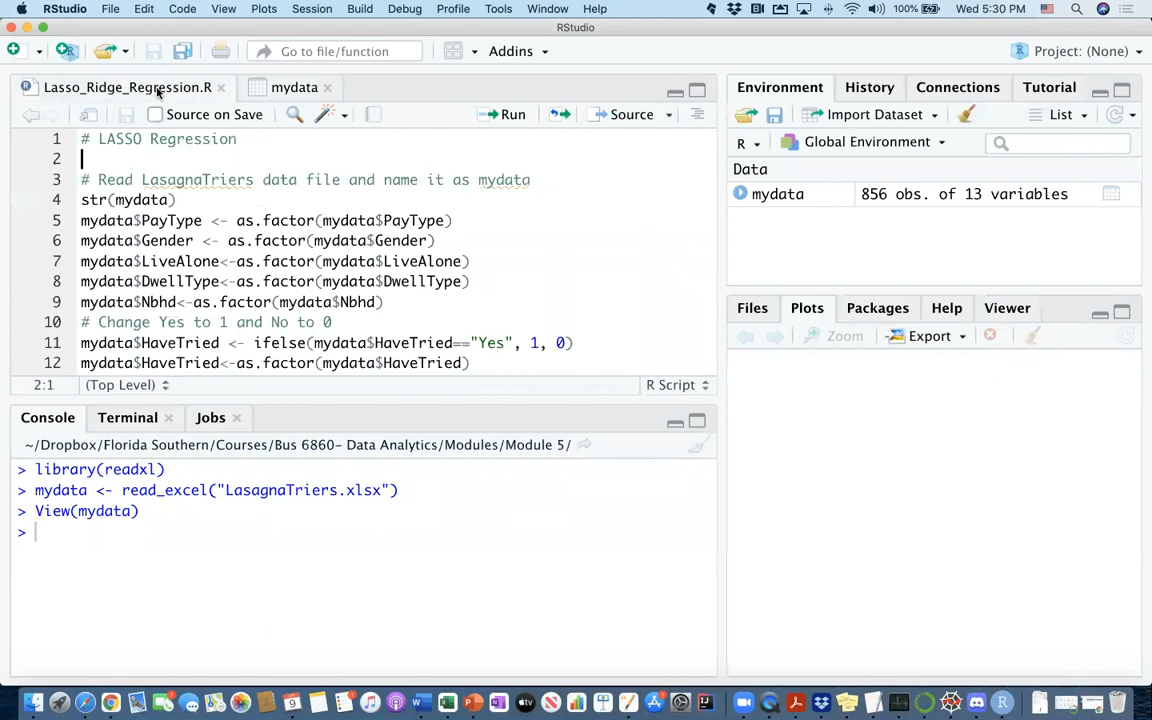 RStudio File Edit Code View Plots Session Build Debug Profile Tools Window Help 100% Wed 5:30 PM
RStudio
Go to file/function Addins Project: (None)
Lasso_Ridge_Regression.R mydata
Source on Save Run Source
1 # LASSO Regression
2
3 # Read LasagnaTriers data file and name it as mydata
4 str(mydata)
5 mydata$PayType <- as.factor(mydata$PayType)
6 mydata$Gender <- as.factor(mydata$Gender)
7 mydata$LiveAlone<-as.factor(mydata$LiveAlone)
8 mydata$DwellType<-as.factor(mydata$DwellType)
9 mydata$Nbhd<-as.factor(mydata$Nbhd)
10 # Change Yes to 1 and No to 0
11 mydata$HaveTried <- ifelse(mydata$HaveTried=="Yes", 1, 0)
12 mydata$HaveTried<-as.factor(mydata$HaveTried)
2:1 (Top Level) R Script
Console Terminal Jobs
~/Dropbox/Florida Southern/Courses/Bus 6860- Data Analytics/Modules/Module 5/
> library(readxl)
> mydata <- read_excel("LasagnaTriers.xlsx")
> View(mydata)
>
Environment History Connections Tutorial
Import Dataset List
R Global Environment
Data
mydata 856 obs. of 13 variables
Files Plots Packages Help Viewer
Zoom Export